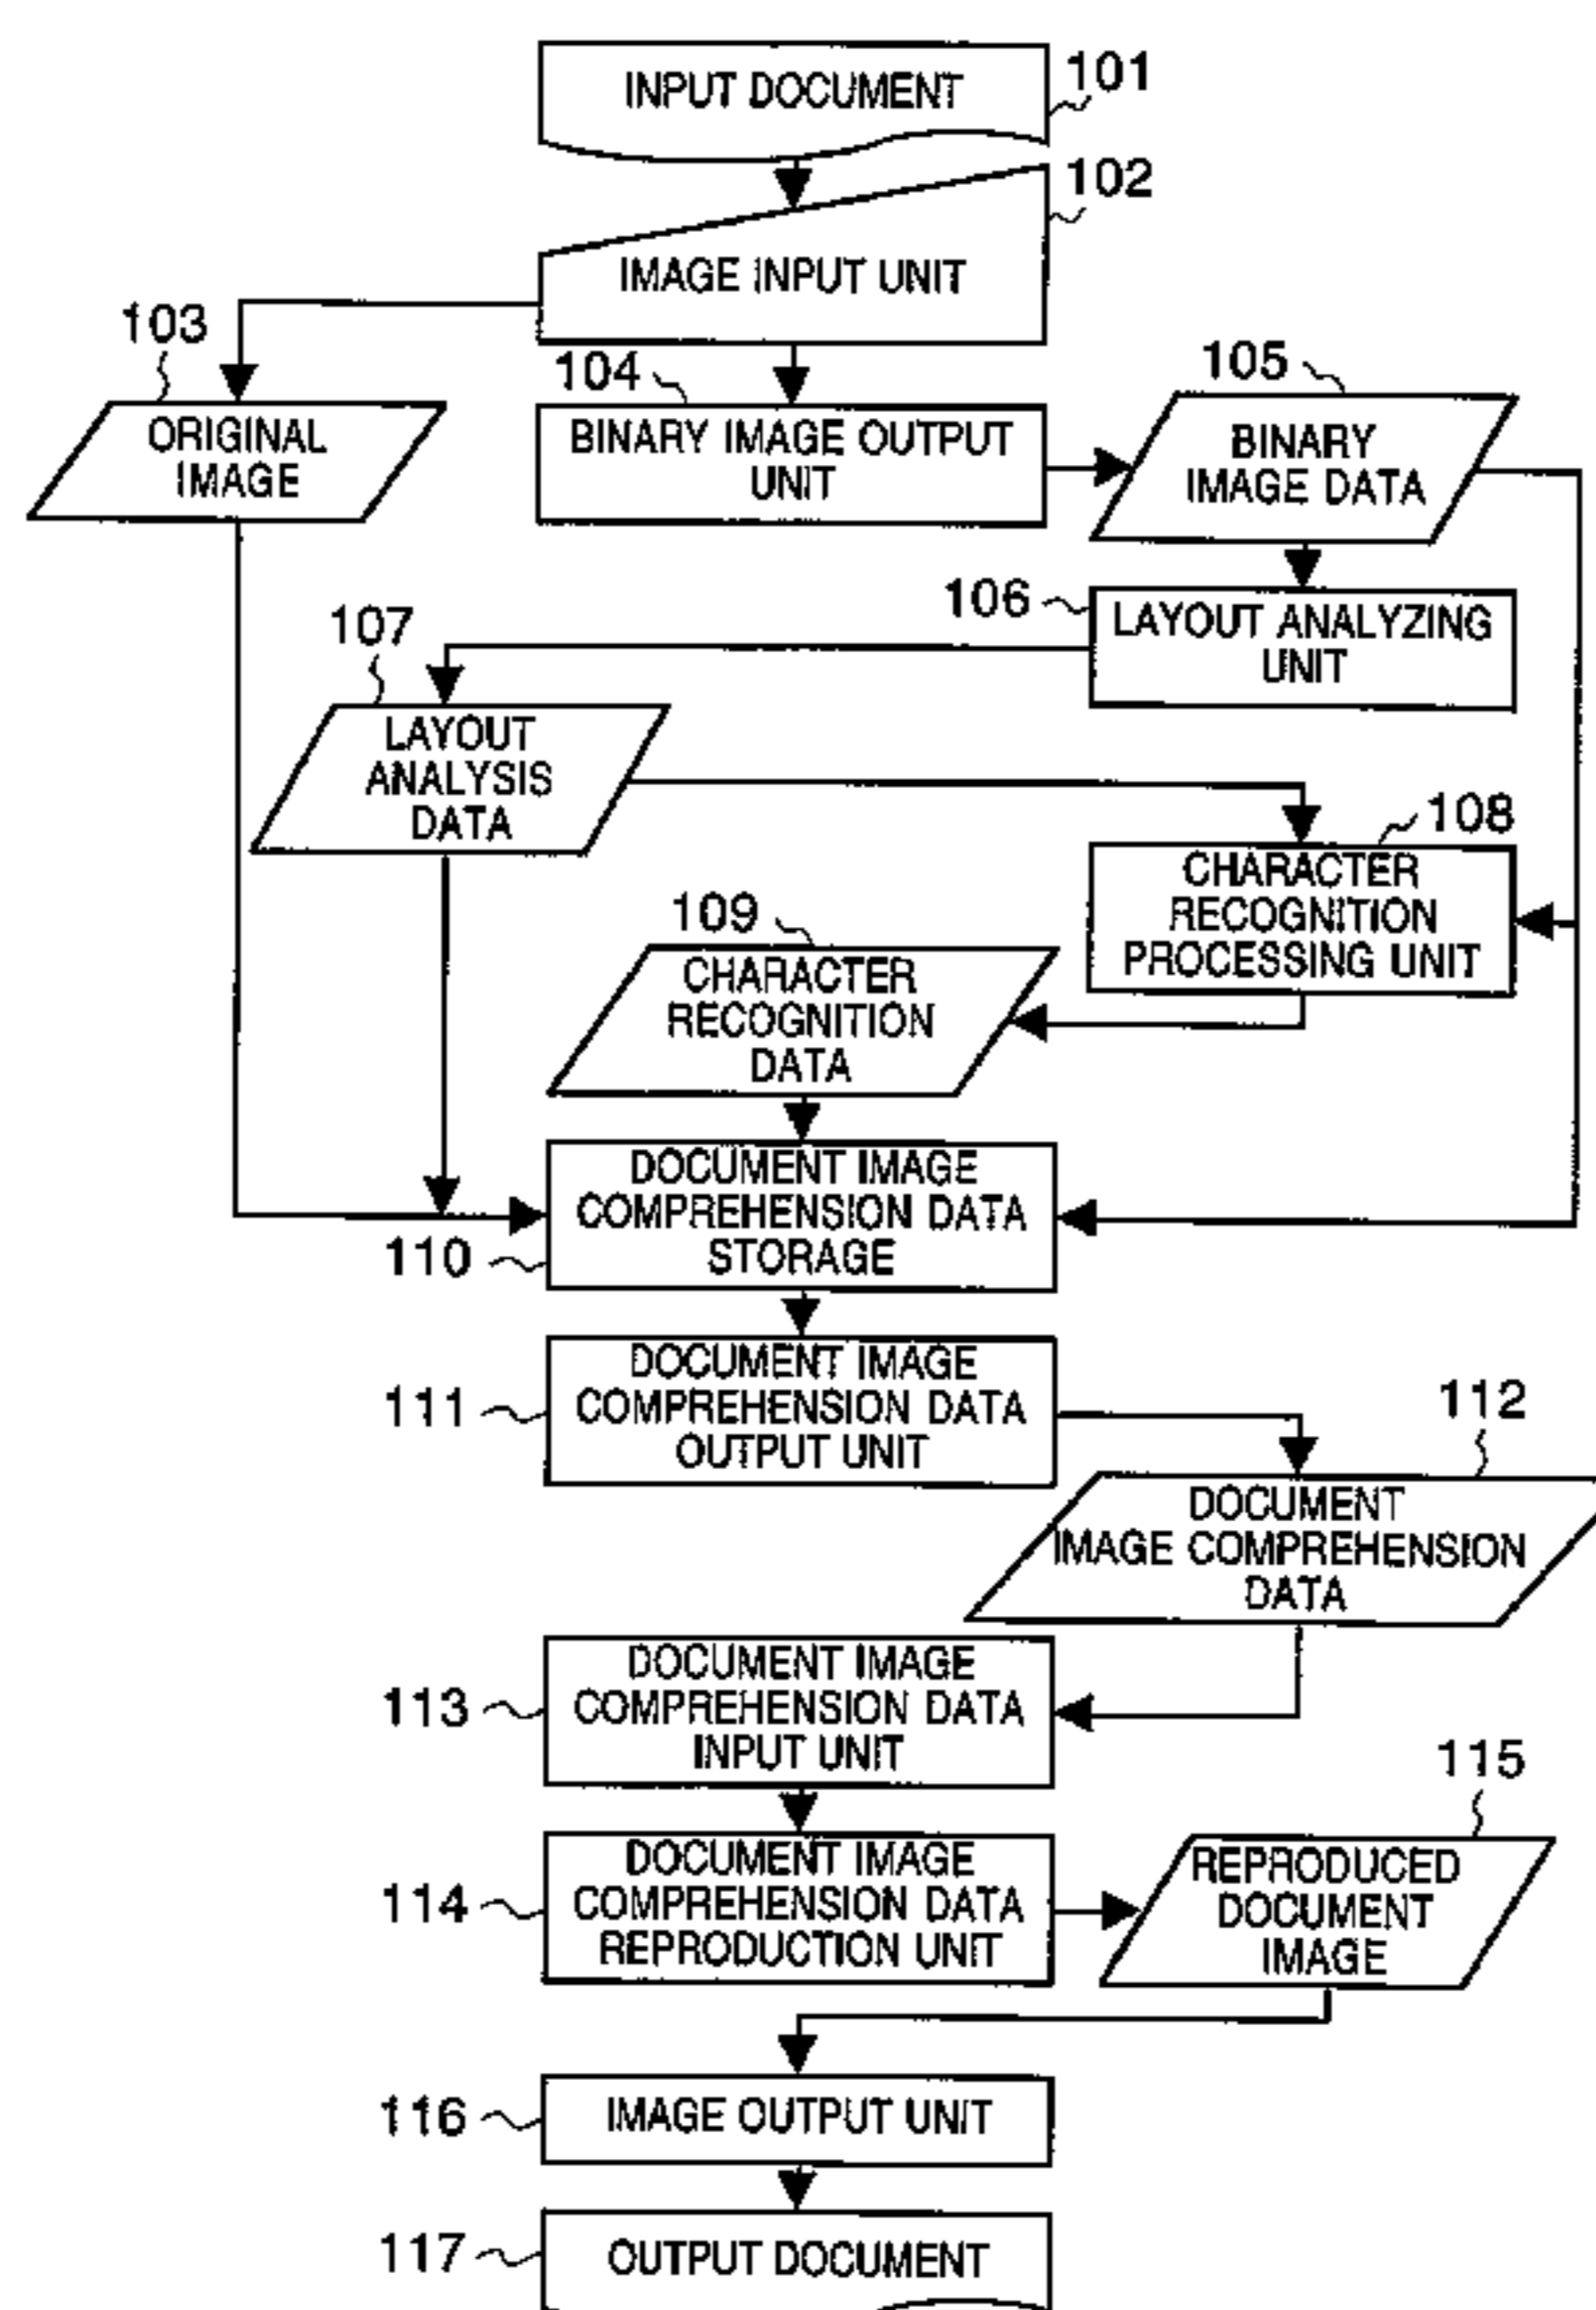 INPUT DOCUMENT
101
102
IMAGE INPUT UNIT
103
104
105
ORIGINAL
IMAGE
BINARY IMAGE OUTPUT
UNIT
BINARY
IMAGE DATA
106
LAYOUT ANALYZING
UNIT
107
LAYOUT
ANALYSIS
DATA
108
CHARACTER
RECOGNITION
PROCESSING UNIT
109
CHARACTER
RECOGNITION
DATA
DOCUMENT IMAGE
COMPREHENSION DATA
STORAGE
110
DOCUMENT IMAGE
COMPREHENSION DATA
OUTPUT UNIT
111
112
DOCUMENT
IMAGE COMPREHENSION
DATA
DOCUMENT IMAGE
COMPREHENSION DATA
INPUT UNIT
113
115
DOCUMENT IMAGE
COMPREHENSION DATA
REPRODUCTION UNIT
114
REPRODUCED
DOCUMENT
IMAGE
116
IMAGE OUTPUT UNIT
117
OUTPUT DOCUMENT